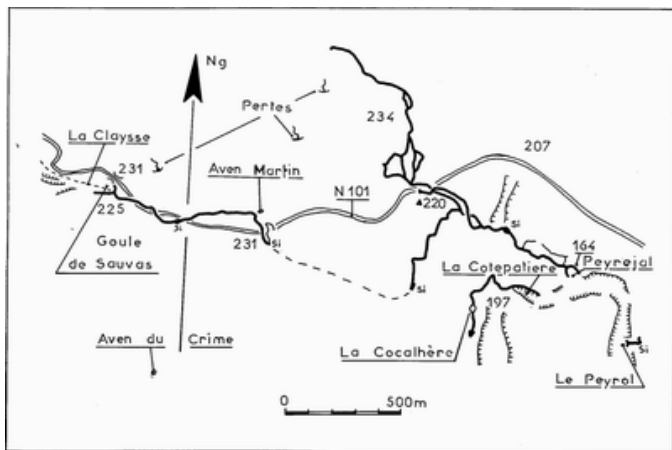 Ng
Pertes
234
La Claysse
231
207
Aven Martin
N 101
220
225
Si
231
Si
Goule
de Sauvas
164
Peyrejal
La Cotepatiere
Si
Si
197
Aven du Crime
La Cocalhère
Si
Le Peyrol
0 500m